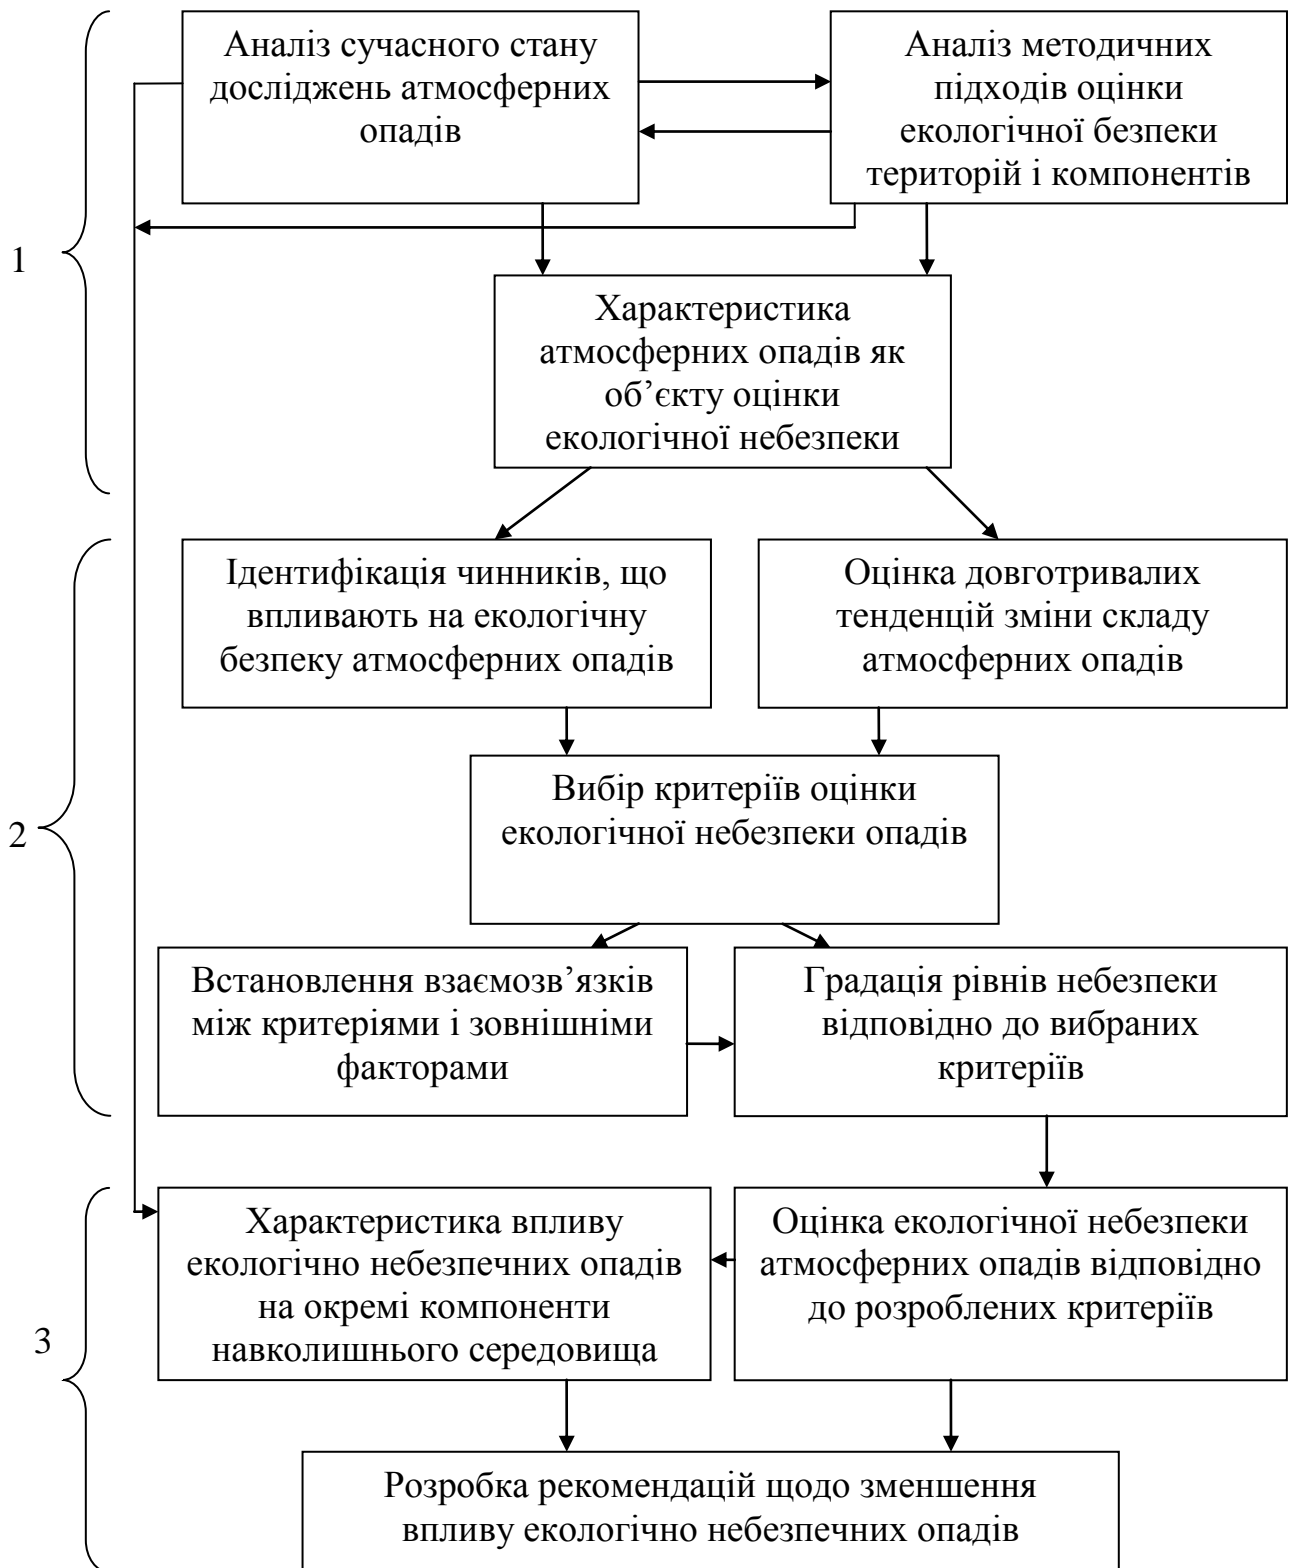 Аналіз сучасного стану
досліджень атмосферних
опадів
Аналіз методичних
підходів оцінки
екологічної безпеки
територій і компонентів
1
Характеристика
атмосферних опадів як
об’єкту оцінки
екологічної небезпеки
Ідентифікація чинників, що
впливають на екологічну
безпеку атмосферних опадів
Оцінка довготривалих
тенденцій зміни складу
атмосферних опадів
2
Вибір критеріїв оцінки
екологічної небезпеки опадів
Встановлення взаємозв’язків
між критеріями і зовнішніми
факторами
Градація рівнів небезпеки
відповідно до вибраних
критеріїв
3
Характеристика впливу
екологічно небезпечних опадів
на окремі компоненти
навколишнього середовища
Оцінка екологічної небезпеки
атмосферних опадів відповідно
до розроблених критеріїв
Розробка рекомендацій щодо зменшення
впливу екологічно небезпечних опадів